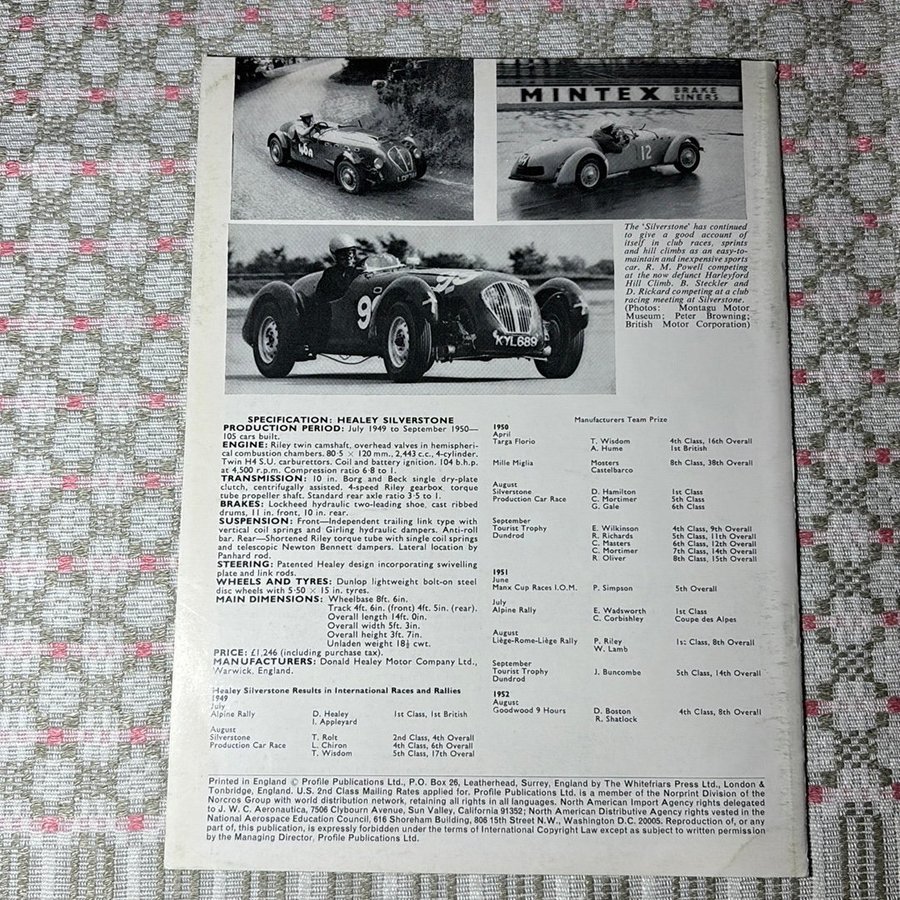 MINTEX BRAKE LINERS
12
The 'Silverstone' has continued
to give a good account of
itself in club races, sprints
and hill climbs as an easy-to-
maintain and inexpensive sports
car. R. M. Powell competing
at the now defunct Harleyford
Hill Climb. B. Steckler and
D. Rickard competing at a club
racing meeting at Silverstone.
(Photos: Montagu Motor
Museum; Peter Browning;
British Motor Corporation)
KYL689
SPECIFICATION: HEALEY SILVERSTONE
PRODUCTION PERIOD: July 1949 to September 1950—
105 cars built.
ENGINE: Riley twin camshaft, overhead valves in hemispheri-
cal combustion chambers. 80·5 × 120 mm., 2,443 c.c., 4-cylinder.
Twin H4 S.U. carburettors. Coil and battery ignition. 104 b.h.p.
at 4,500 r.p.m. Compression ratio 6·8 to 1.
TRANSMISSION: 10 in. Borg and Beck single dry-plate
clutch, centrifugally assisted. 4-speed Riley gearbox torque
tube propeller shaft. Standard rear axle ratio 3·5 to 1.
BRAKES: Lockheed hydraulic two-leading shoe, cast ribbed
drums, 11 in. front, 10 in. rear.
SUSPENSION: Front—Independent trailing link type with
vertical coil springs and Girling hydraulic dampers. Anti-roll
bar. Rear—Shortened Riley torque tube with single coil springs
and telescopic Newton Bennett dampers. Lateral location by
Panhard rod.
STEERING: Patented Healey design incorporating swivelling
plate and link rods.
WHEELS AND TYRES: Dunlop lightweight bolt-on steel
disc wheels with 5·50 × 15 in. tyres.
MAIN DIMENSIONS: Wheelbase 8ft. 6in.
Track 4ft. 6in. (front) 4ft. 5in. (rear).
Overall length 14ft. 0in.
Overall width 5ft. 3in.
Overall height 3ft. 7in.
Unladen weight 18½ cwt.
PRICE: £1,246 (including purchase tax).
MANUFACTURERS: Donald Healey Motor Company Ltd.,
Warwick, England.
Healey Silverstone Results in International Races and Rallies
1949
July
Alpine Rally D. Healey 1st Class, 1st British
I. Appleyard
August
Silverstone T. Rolt 2nd Class, 4th Overall
Production Car Race L. Chiron 4th Class, 6th Overall
T. Wisdom 5th Class, 17th Overal
Manufacturers Team Prize
1950
April
Targa Florio T. Wisdom 4th Class, 16th Overall
A. Hume 1st British
Mille Miglia Mosters 8th Class, 38th Overall
Castelbarco
August
Silverstone D. Hamilton 1st Class
Production Car Race C. Mortimer 5th Class
G. Gale 6th Class
September
Tourist Trophy E. Wilkinson 4th Class, 9th Overall
Dundrod R. Richards 5th Class, 11th Overall
C. Masters 6th Class, 12th Overall
C. Mortimer 7th Class, 14th Overall
R. Oliver 8th Class, 15th Overall
1951
June
Manx Cup Races I.O.M. P. Simpson 5th Overall
July
Alpine Rally E. Wadsworth 1st Class
C. Corbishley Coupe des Alpes
August
Liège-Rome-Liège Rally P. Riley 1st Class, 8th Overall
W. Lamb
September
Tourist Trophy J. Buncombe 5th Class, 14th Overall
Dundrod
1952
August
Goodwood 9 Hours D. Boston 4th Class, 8th Overall
R. Shatlock
Printed in England © Profile Publications Ltd., P.O. Box 26, Leatherhead, Surrey, England by The Whitefriars Press Ltd., London &
Tonbridge, England. U.S. 2nd Class Mailing Rates applied for. Profile Publications Ltd. is a member of the Norprint Division of the
Norcros Group with world distribution network, retaining all rights in all languages. North American Import Agency rights delegated
to J. W. C. Aeronautica, 7506 Clybourn Avenue, Sun Valley, California 91352; North American Distributive Agency rights vested in the
National Aerospace Education Council, 616 Shoreham Building, 806 15th Street N.W., Washington D.C. 20005. Reproduction of, or any
part of, this publication, is expressly forbidden under the terms of International Copyright Law except as subject to written permission
by the Managing Director, Profile Publications Ltd.